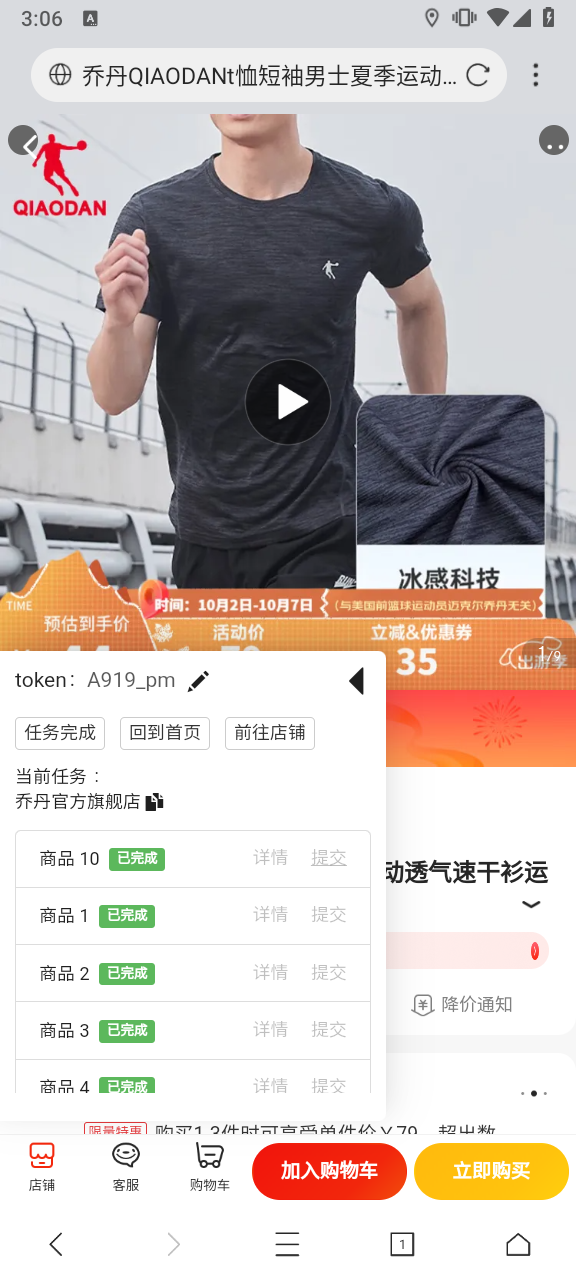 3:06
A
乔丹QIAODANt恤短袖男士夏季运动...
QIAODAN
冰感科技
TIME
时间：10月2日-10月7日
（与美国前篮球运动员迈克尔乔丹无关）
预估到手价
活动价
立减&优惠券
35
出游季
1/9
token：A919_pm
任务完成
回到首页
前往店铺
当前任务：
乔丹官方旗舰店
商品 10 已完成 详情 提交
商品 1 已完成 详情 提交
商品 2 已完成 详情 提交
商品 3 已完成 详情 提交
商品 4 已完成 详情 提交
动透气速干衫运
降价通知
限量特惠 购买1-3件时可享受单件价￥79，超出数
店铺
客服
购物车
加入购物车
立即购买
1